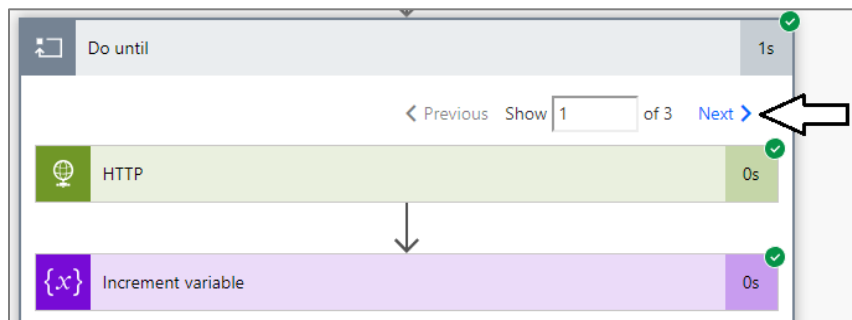 Do until 1s
Previous Show 1 of 3 Next
HTTP 0s
{x} Increment variable 0s